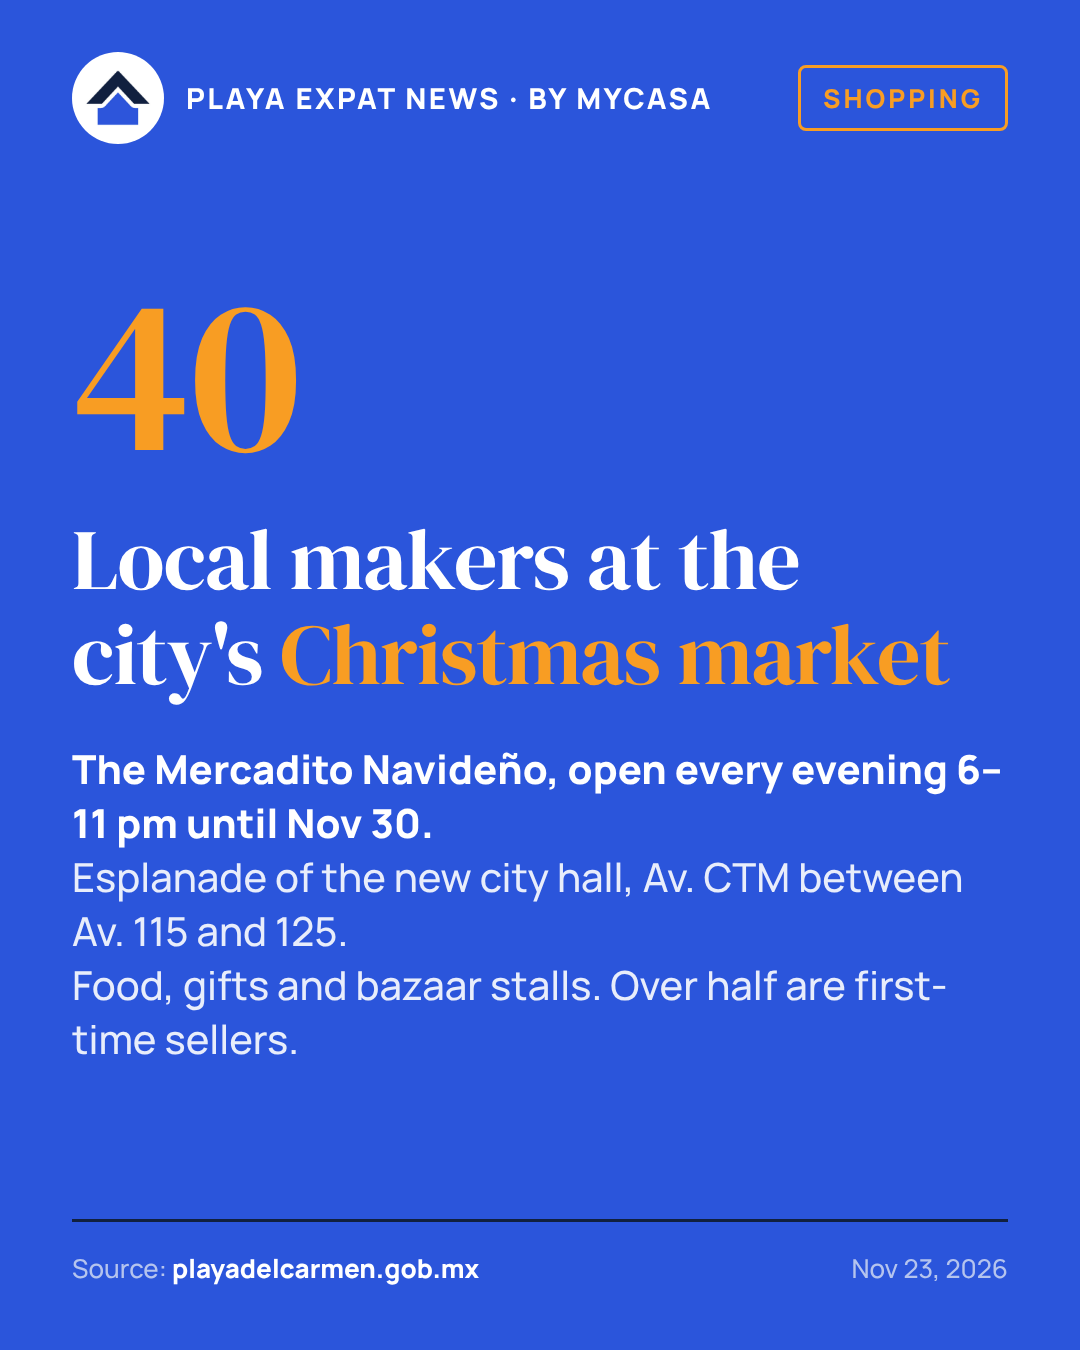 PLAYA EXPAT NEWS · BY MYCASA
SHOPPING
40
Local makers at the
city's Christmas market
The Mercadito Navideño, open every evening 6–
11 pm until Nov 30.
Esplanade of the new city hall, Av. CTM between
Av. 115 and 125.
Food, gifts and bazaar stalls. Over half are first-
time sellers.
Source: playadelcarmen.gob.mx
Nov 23, 2026